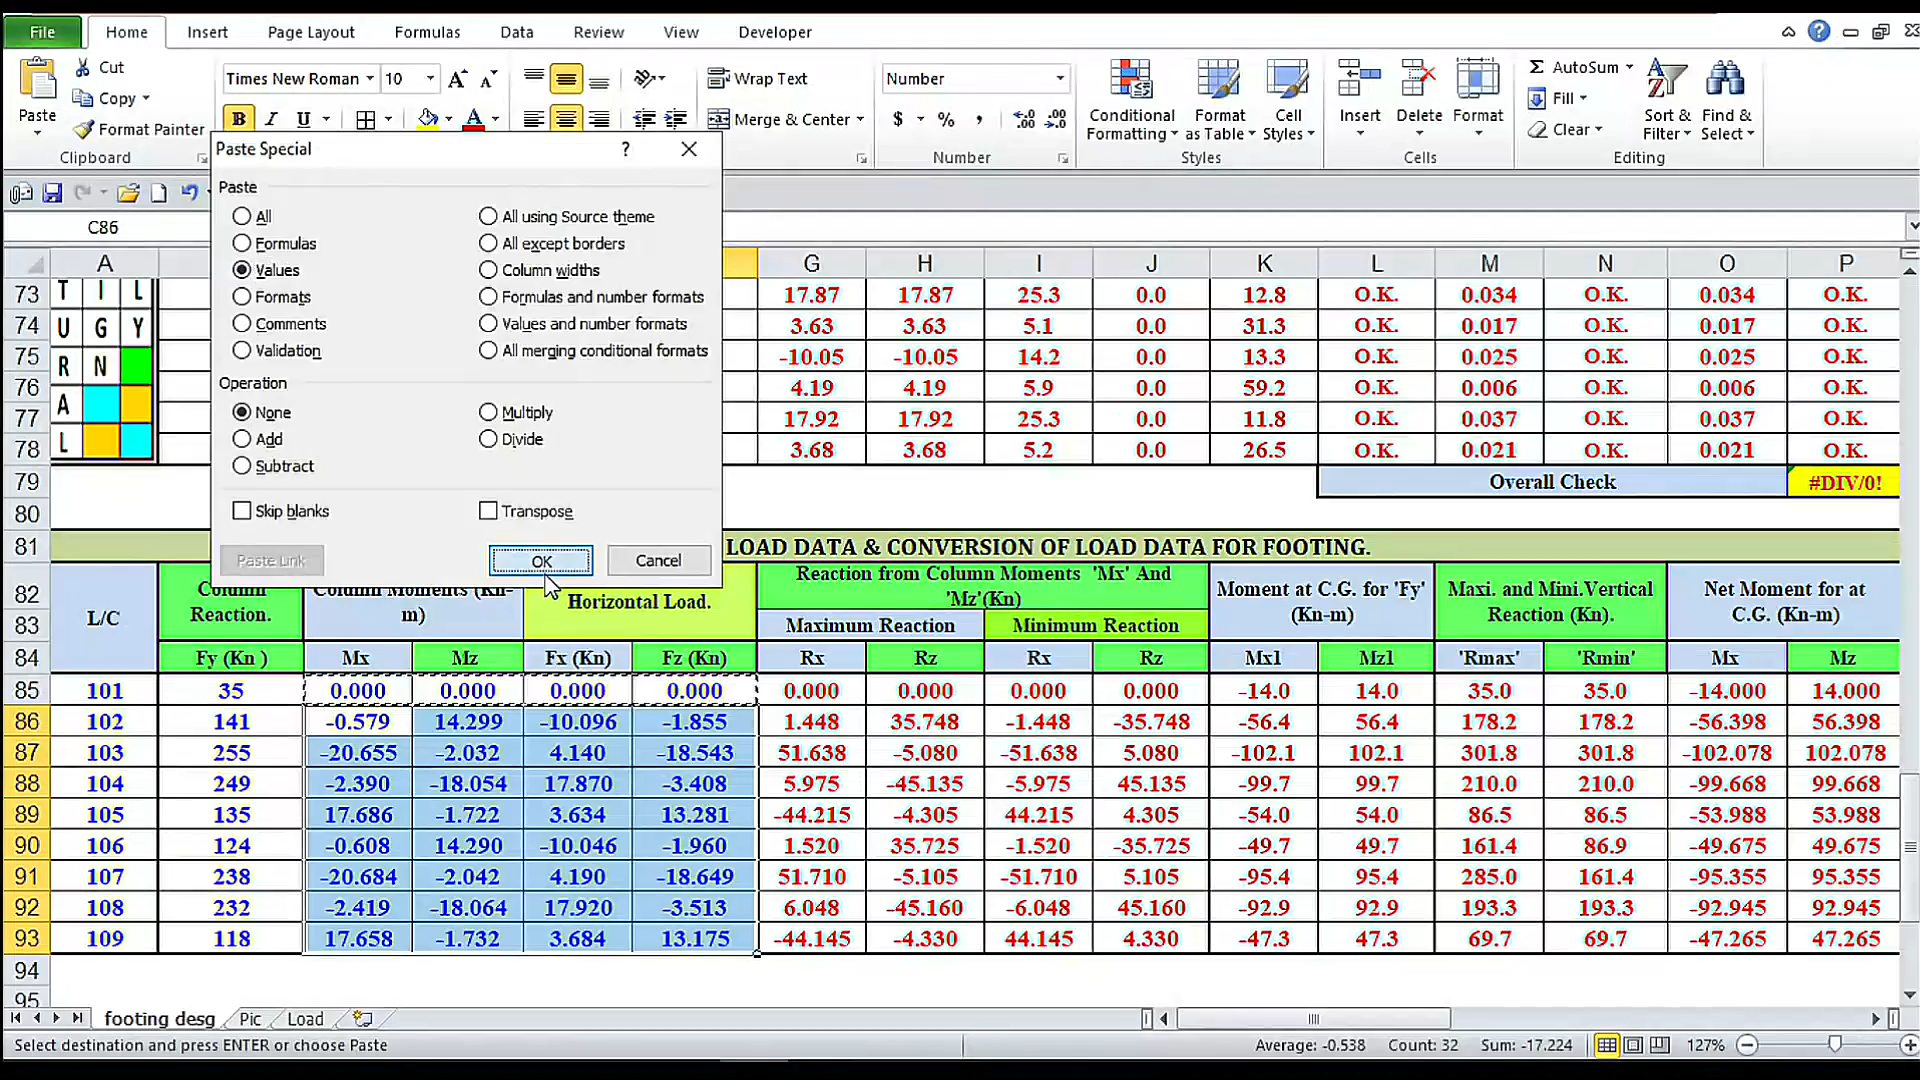 File Home Insert Page Layout Formulas Data Review View Developer
Paste Cut Copy Format Painter Clipboard
Times New Roman 10 B I U
Wrap Text Merge & Center
Number $ % , Number
Conditional Formatting Format as Table Cell Styles Styles
Insert Delete Format Cells
Σ AutoSum Fill Clear Sort & Filter Find & Select Editing
C86
Paste Special ?
Paste
All All using Source theme
Formulas All except borders
Values Column widths
Formats Formulas and number formats
Comments Values and number formats
Validation All merging conditional formats
Operation
None Multiply
Add Divide
Subtract
Skip blanks Transpose
Paste Link OK Cancel
A G H I J K L M N O P
73 T I L 17.87 17.87 25.3 0.0 12.8 O.K. 0.034 O.K. 0.034 O.K.
74 U G Y 3.63 3.63 5.1 0.0 31.3 O.K. 0.017 O.K. 0.017 O.K.
75 R N -10.05 -10.05 14.2 0.0 13.3 O.K. 0.025 O.K. 0.025 O.K.
76 A 4.19 4.19 5.9 0.0 59.2 O.K. 0.006 O.K. 0.006 O.K.
77 17.92 17.92 25.3 0.0 11.8 O.K. 0.037 O.K. 0.037 O.K.
78 L 3.68 3.68 5.2 0.0 26.5 O.K. 0.021 O.K. 0.021 O.K.
79 Overall Check #DIV/0!
80
81 LOAD DATA & CONVERSION OF LOAD DATA FOR FOOTING.
82 L/C Column Reaction. Column Moments (Kn-m) Horizontal Load. Reaction from Column Moments 'Mx' And 'Mz'(Kn) Moment at C.G. for 'Fy' (Kn-m) Maxi. and Mini.Vertical Reaction (Kn). Net Moment for at C.G. (Kn-m)
83 Maximum Reaction Minimum Reaction
84 Fy (Kn ) Mx Mz Fx (Kn) Fz (Kn) Rx Rz Rx Rz Mx1 Mz1 'Rmax' 'Rmin' Mx Mz
85 101 35 0.000 0.000 0.000 0.000 0.000 0.000 0.000 0.000 -14.0 14.0 35.0 35.0 -14.000 14.000
86 102 141 -0.579 14.299 -10.096 -1.855 1.448 35.748 -1.448 -35.748 -56.4 56.4 178.2 178.2 -56.398 56.398
87 103 255 -20.655 -2.032 4.140 -18.543 51.638 -5.080 -51.638 5.080 -102.1 102.1 301.8 301.8 -102.078 102.078
88 104 249 -2.390 -18.054 17.870 -3.408 5.975 -45.135 -5.975 45.135 -99.7 99.7 210.0 210.0 -99.668 99.668
89 105 135 17.686 -1.722 3.634 13.281 -44.215 -4.305 44.215 4.305 -54.0 54.0 86.5 86.5 -53.988 53.988
90 106 124 -0.608 14.290 -10.046 -1.960 1.520 35.725 -1.520 -35.725 -49.7 49.7 161.4 86.9 -49.675 49.675
91 107 238 -20.684 -2.042 4.190 -18.649 51.710 -5.105 -51.710 5.105 -95.4 95.4 285.0 161.4 -95.355 95.355
92 108 232 -2.419 -18.064 17.920 -3.513 6.048 -45.160 -6.048 45.160 -92.9 92.9 193.3 193.3 -92.945 92.945
93 109 118 17.658 -1.732 3.684 13.175 -44.145 -4.330 44.145 4.330 -47.3 47.3 69.7 69.7 -47.265 47.265
94
95
footing desg Pic Load
Select destination and press ENTER or choose Paste Average: -0.538 Count: 32 Sum: -17.224 127%